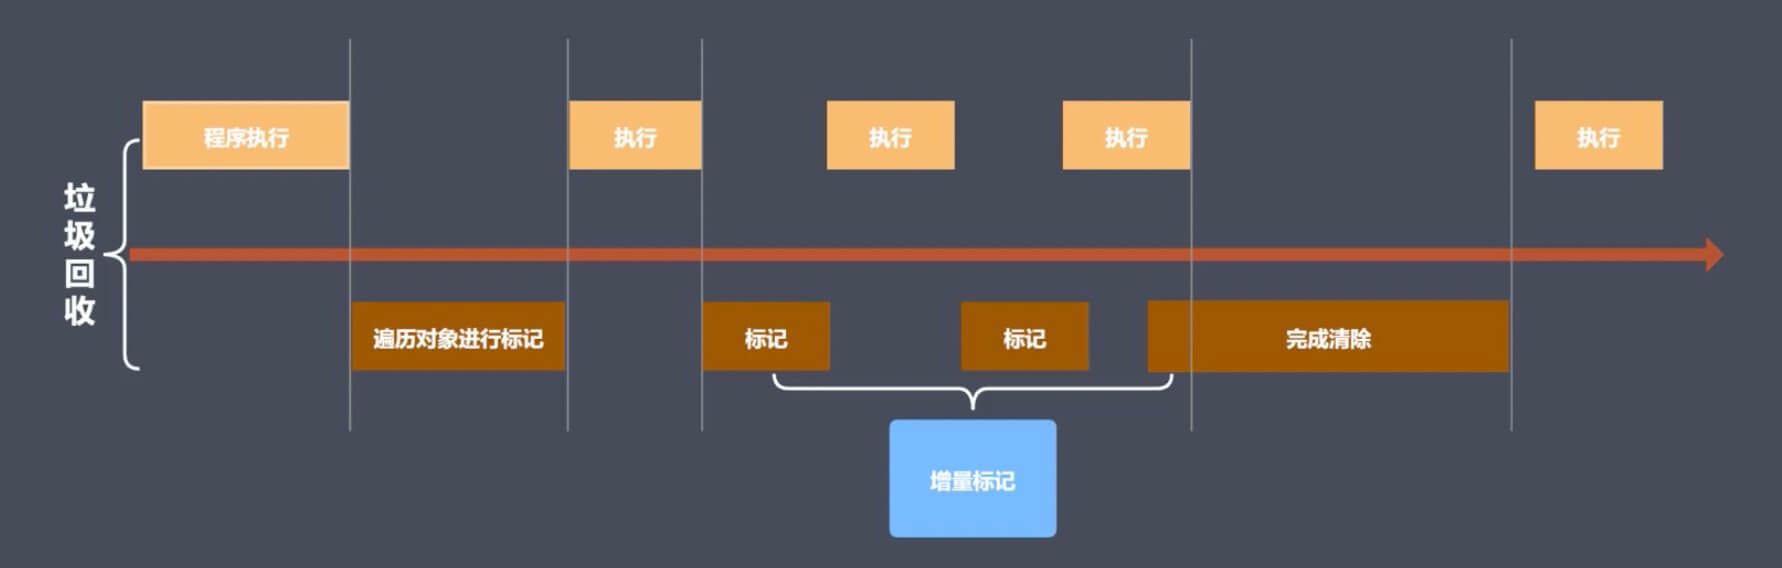 程序执行
执行
执行
执行
执行
垃圾回收
遍历对象进行标记
标记
标记
完成清除
增量标记